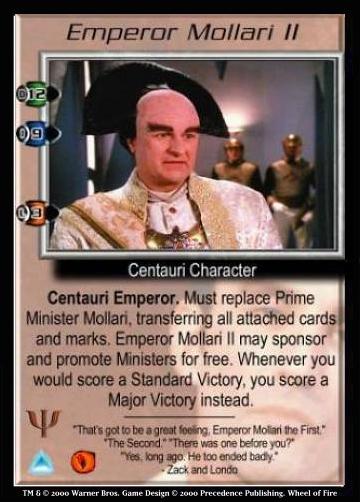 Emperor Mollari II
D12
D9
L3
Centauri Character
Centauri Emperor. Must replace Prime
Minister Mollari, transferring all attached cards
and marks. Emperor Mollari II may sponsor
and promote Ministers for free. Whenever you
would score a Standard Victory, you score a
Major Victory instead.
"That's got to be a great feeling, Emperor Mollari the First."
"The Second." "There was one before you?"
"Yes, long ago. He too ended badly."
- Zack and Londo
TM & © 2000 Warner Bros. Game Design © 2000 Precedence Publishing. Wheel of Fire